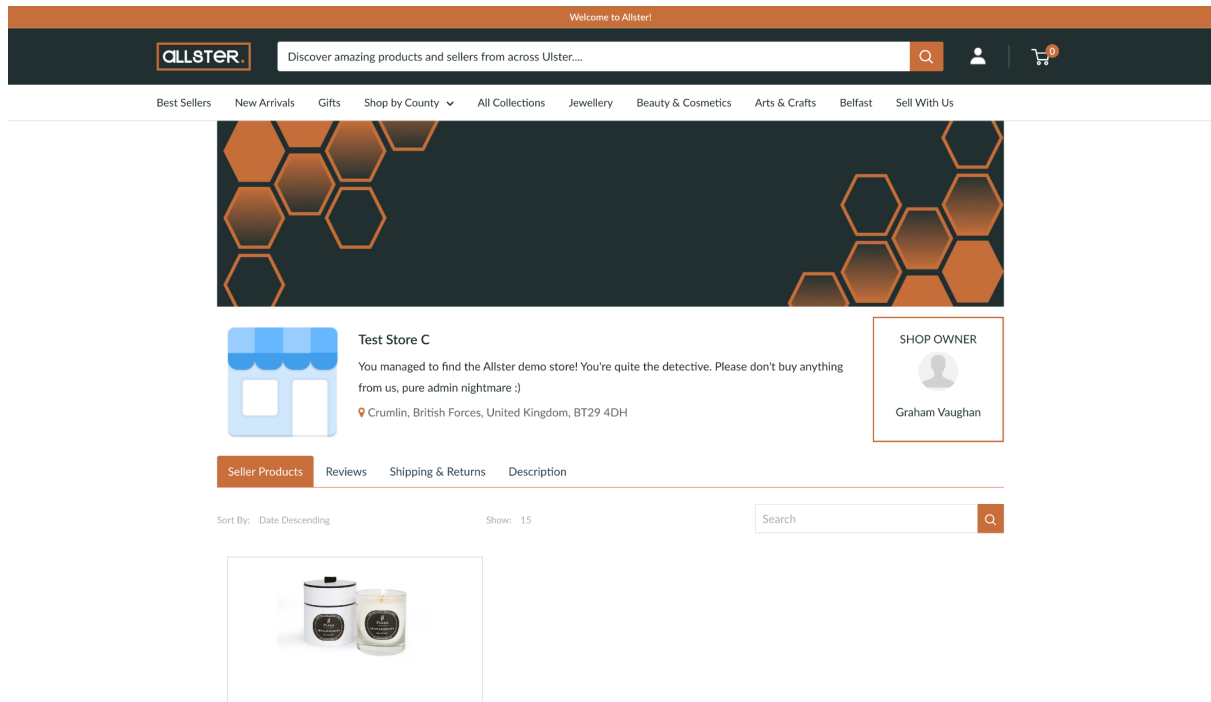 Welcome to Allster!
ALLSTER.
Discover amazing products and sellers from across Ulster....
0
Best Sellers New Arrivals Gifts Shop by County All Collections Jewellery Beauty & Cosmetics Arts & Crafts Belfast Sell With Us
Test Store C
You managed to find the Allster demo store! You're quite the detective. Please don't buy anything
from us, pure admin nightmare :)
Crumlin, British Forces, United Kingdom, BT29 4DH
SHOP OWNER
Graham Vaughan
Seller Products Reviews Shipping & Returns Description
Sort By: Date Descending Show: 15 Search